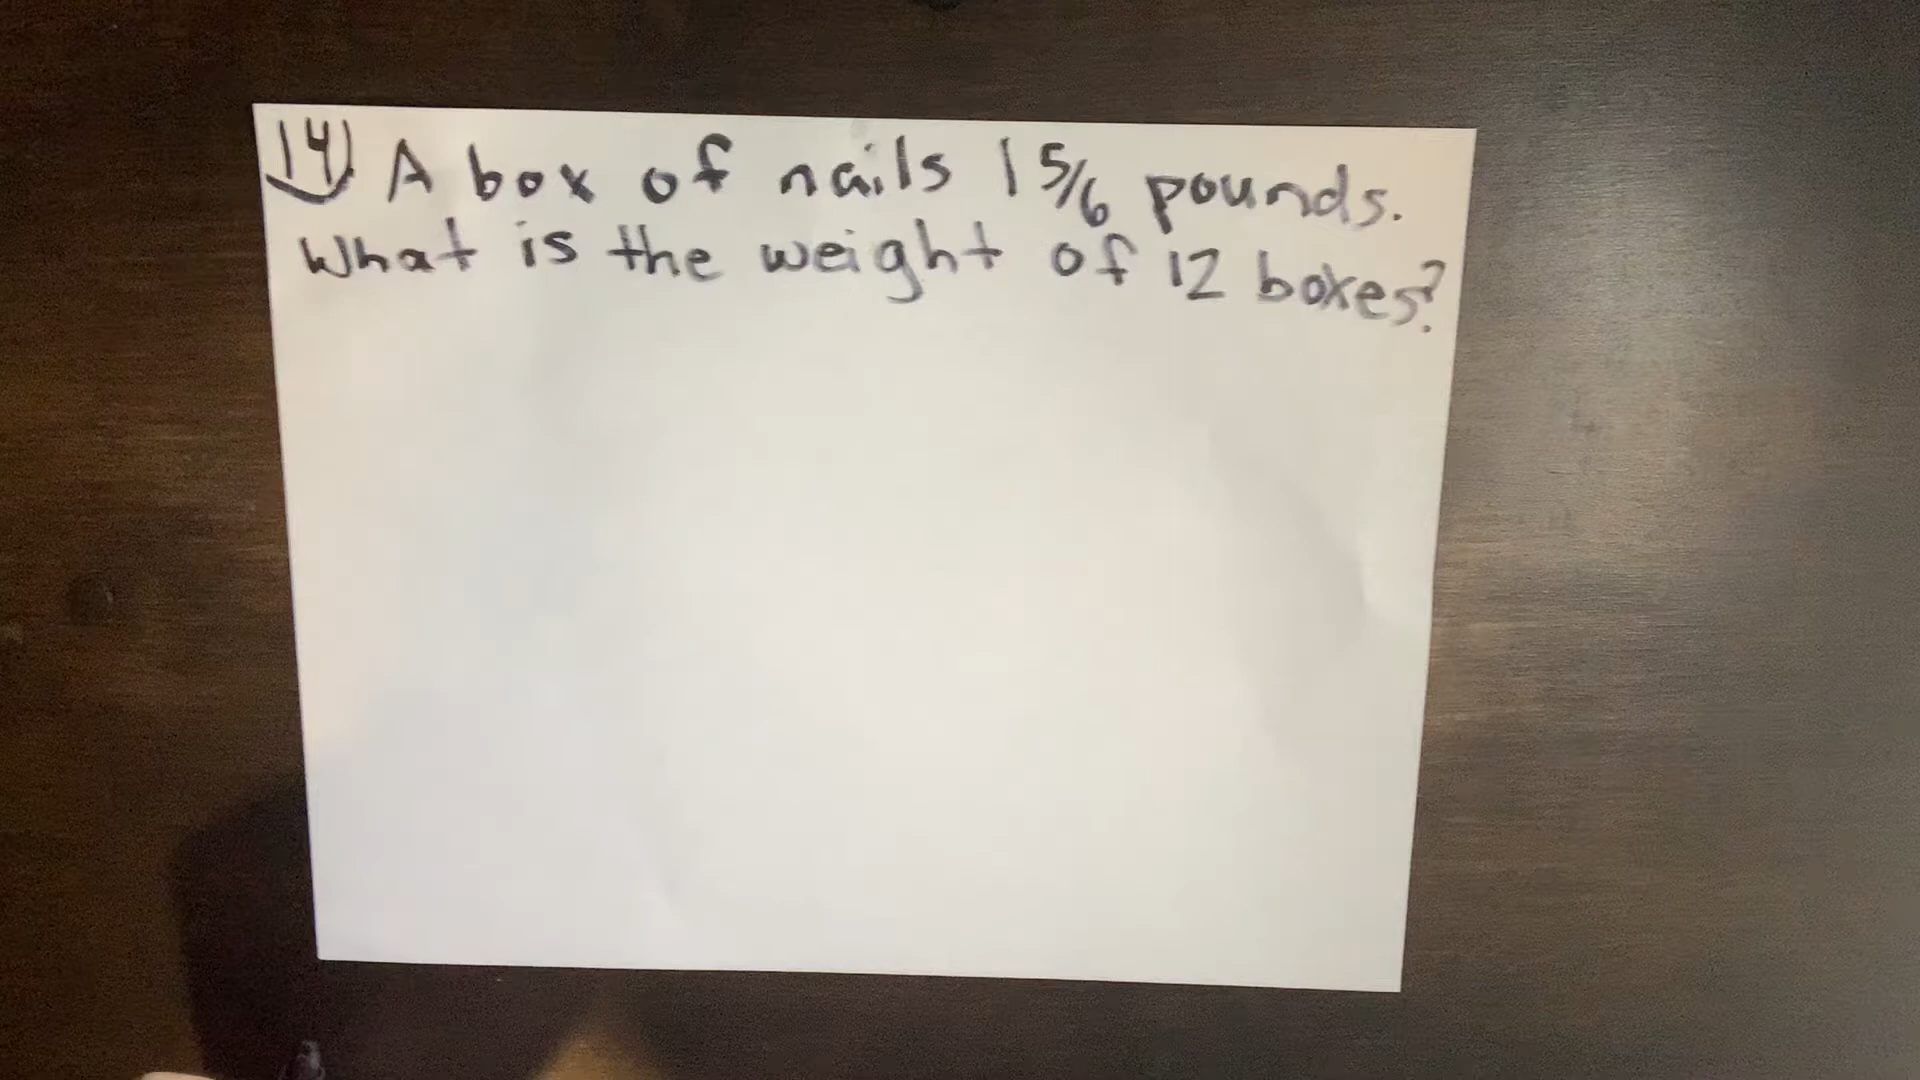 14) A box of nails 1 5/6 pounds.
What is the weight of 12 boxes?